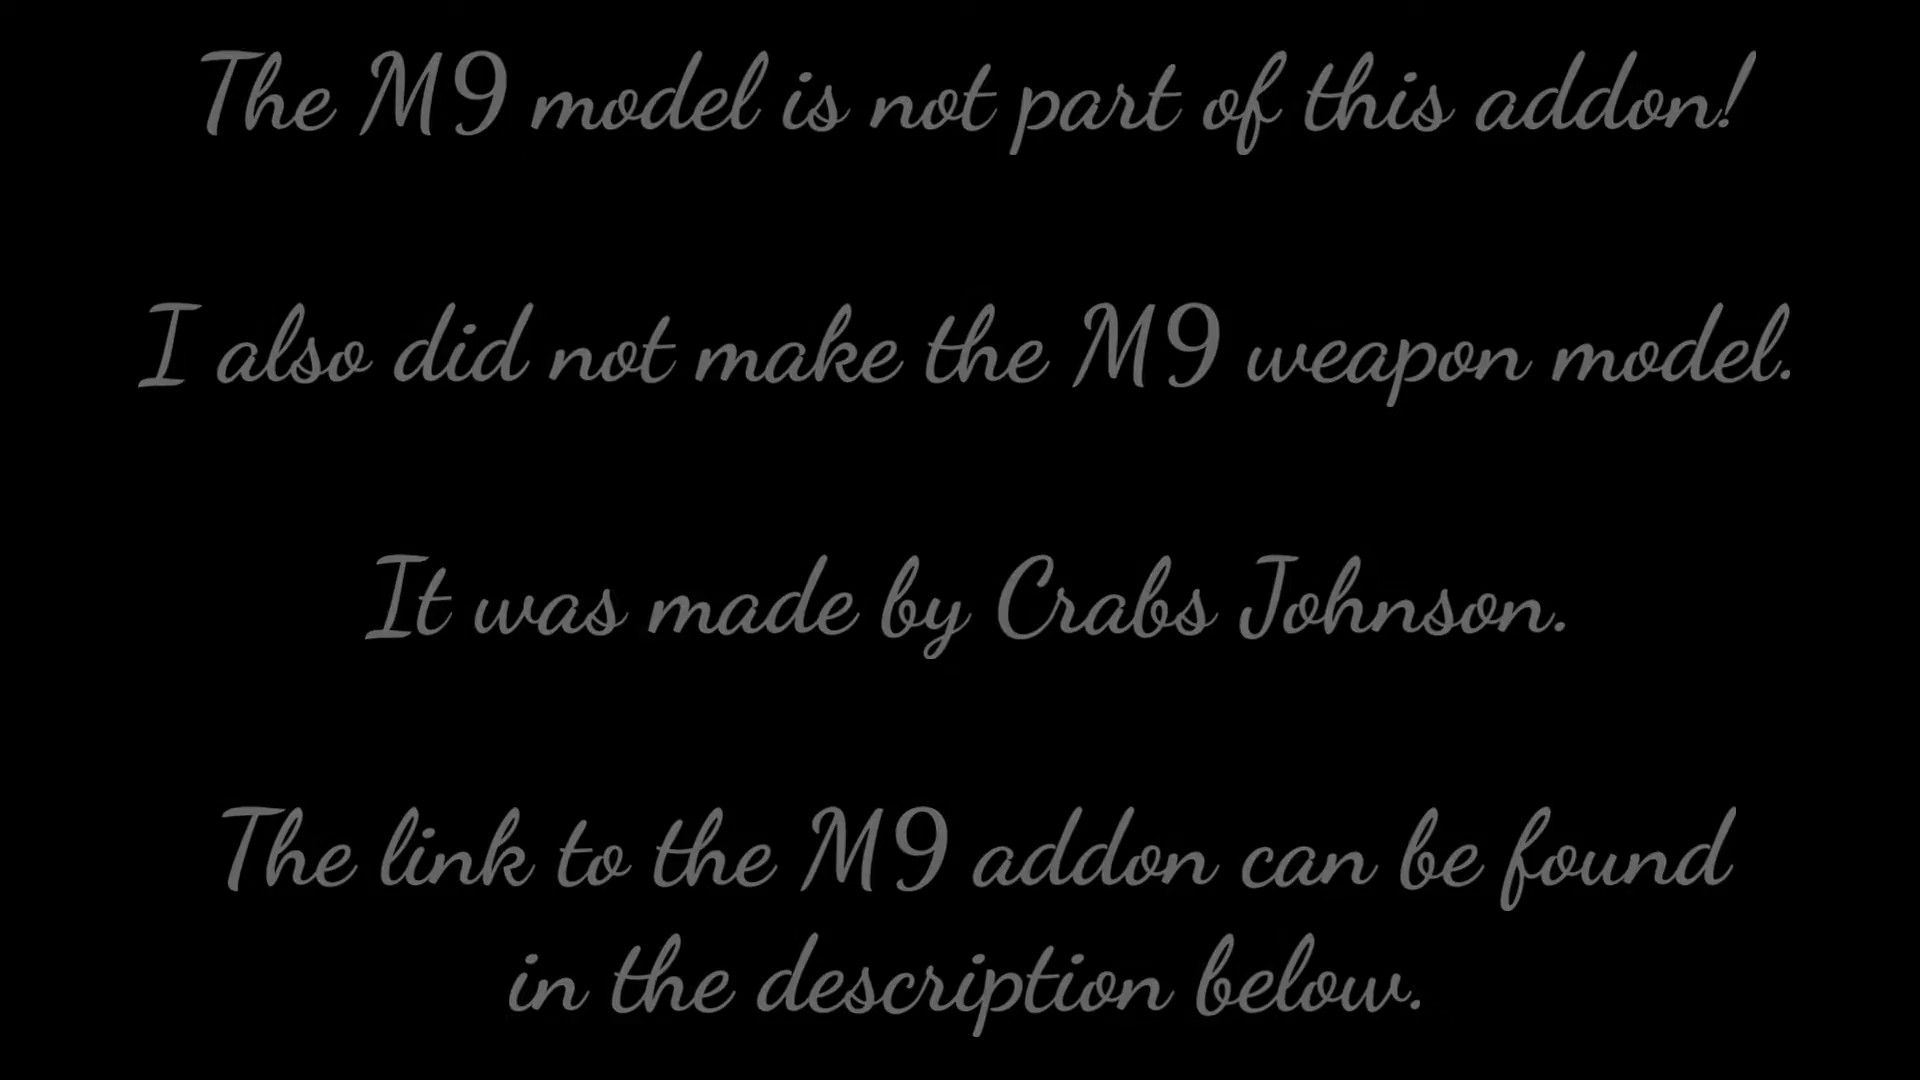 The M9 model is not part of this addon!
I also did not make the M9 weapon model.
It was made by Crabs Johnson.
The link to the M9 addon can be found
in the description below.